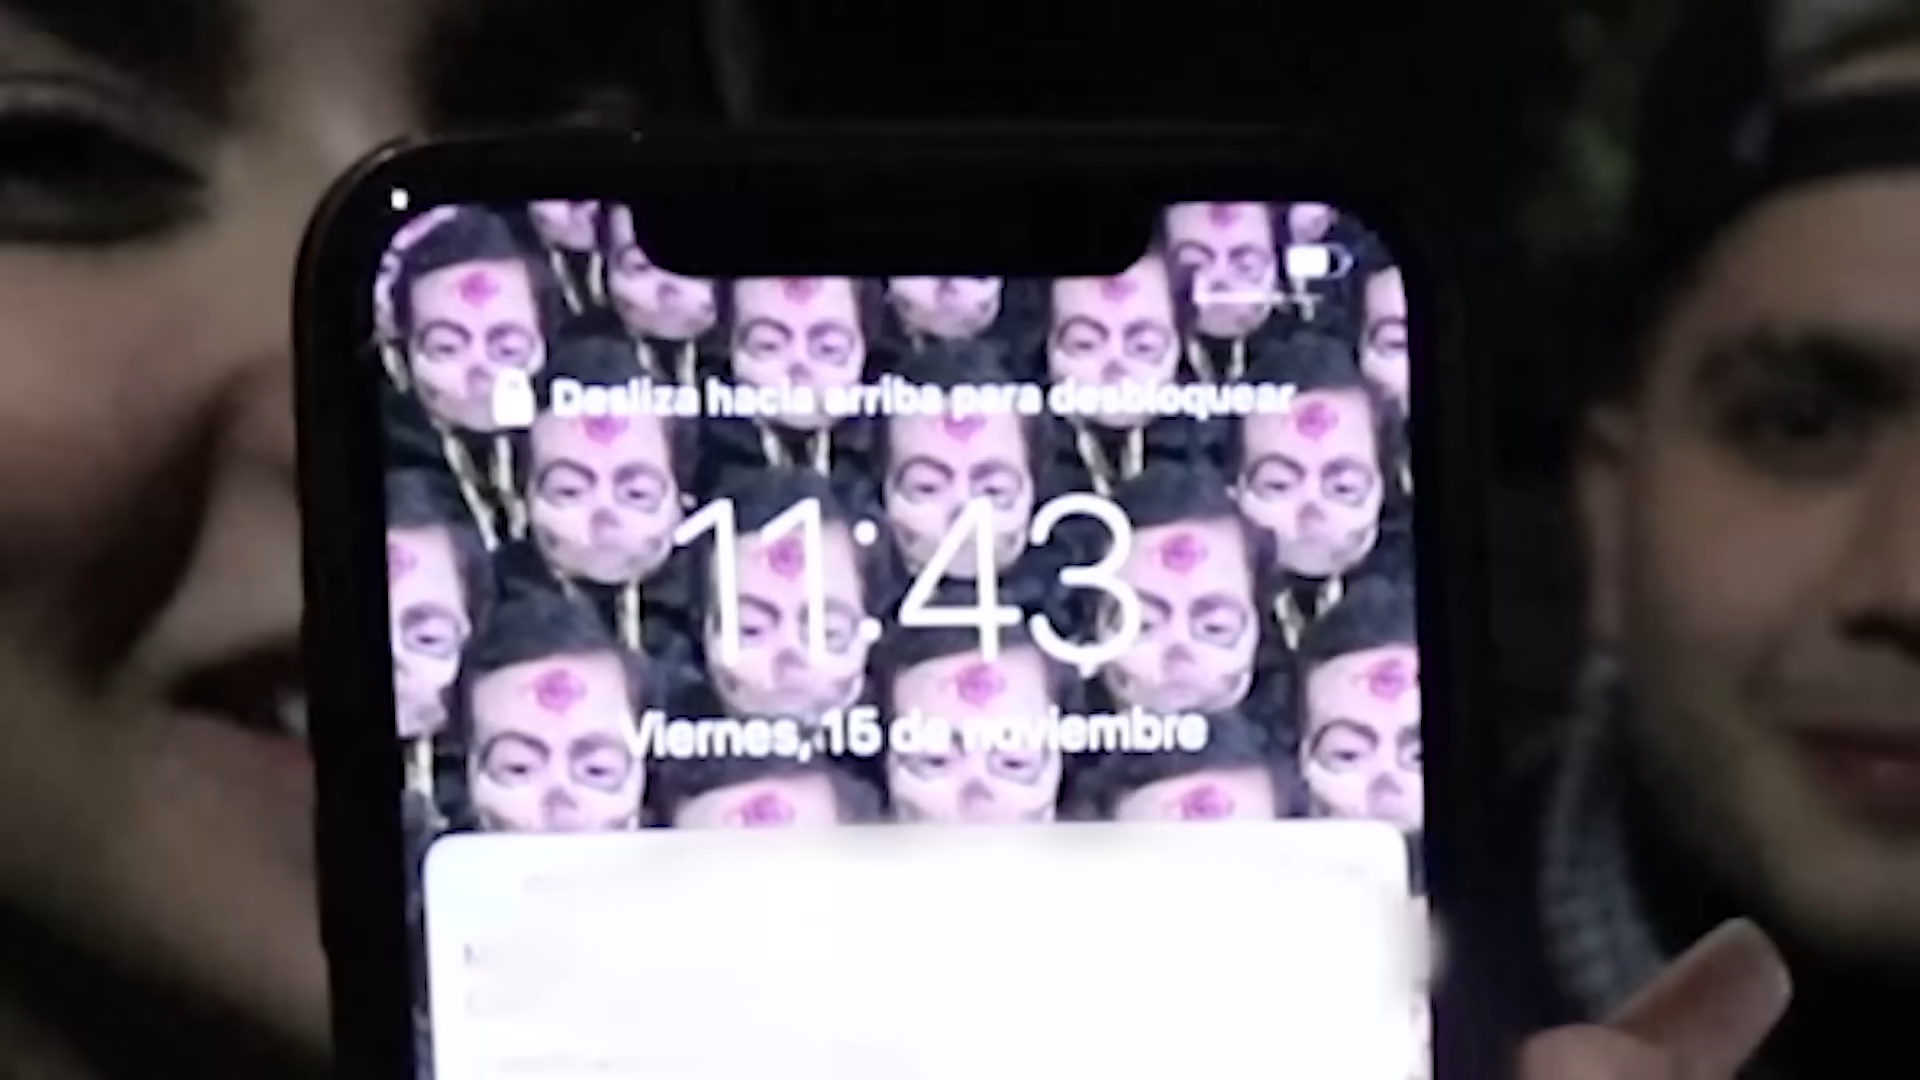 Desliza hacia arriba para desbloquear
11:43
Viernes, 15 de noviembre